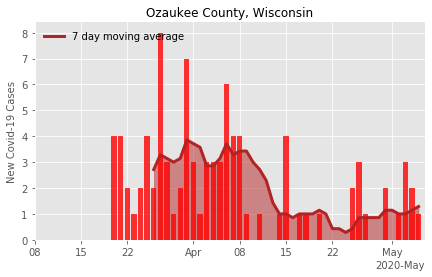 Ozaukee County, Wisconsin
7 day moving average
New Covid-19 Cases
8
7
6
5
4
3
2
1
0
08 15 22 Apr 08 15 22 May
2020-May